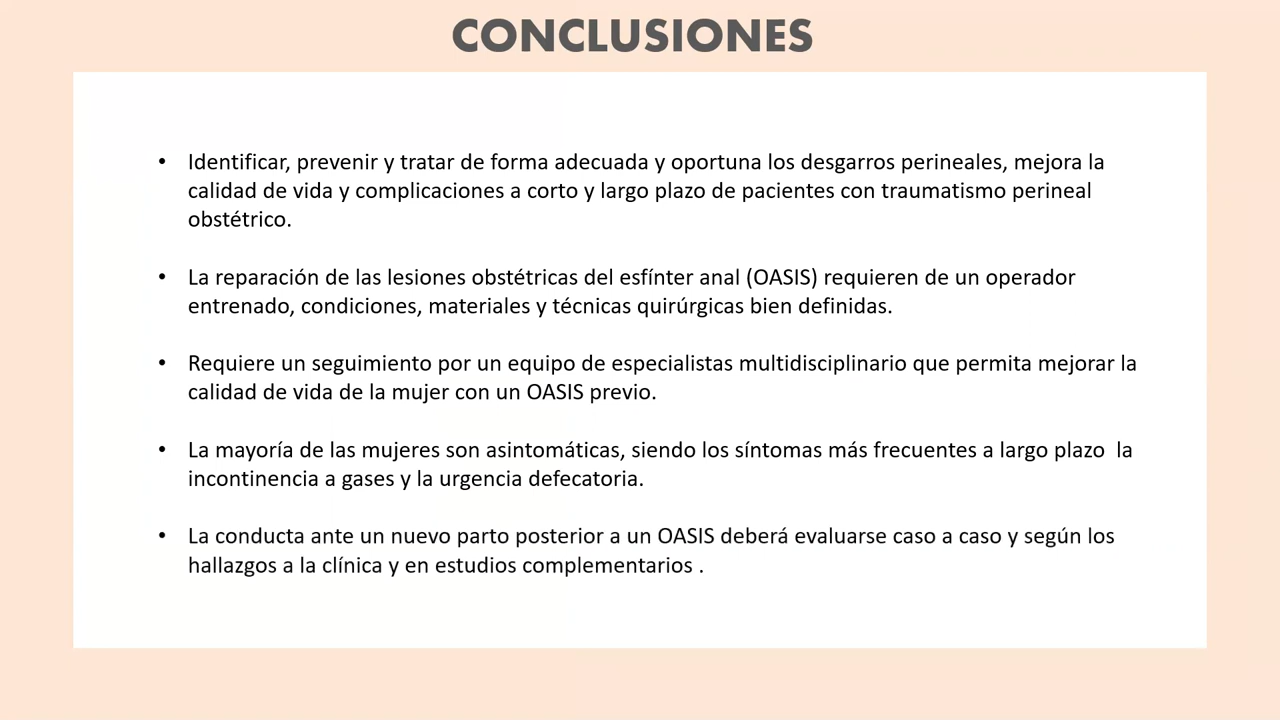 CONCLUSIONES
• Identificar, prevenir y tratar de forma adecuada y oportuna los desgarros perineales, mejora la
calidad de vida y complicaciones a corto y largo plazo de pacientes con traumatismo perineal
obstétrico.
• La reparación de las lesiones obstétricas del esfínter anal (OASIS) requieren de un operador
entrenado, condiciones, materiales y técnicas quirúrgicas bien definidas.
• Requiere un seguimiento por un equipo de especialistas multidisciplinario que permita mejorar la
calidad de vida de la mujer con un OASIS previo.
• La mayoría de las mujeres son asintomáticas, siendo los síntomas más frecuentes a largo plazo  la
incontinencia a gases y la urgencia defecatoria.
• La conducta ante un nuevo parto posterior a un OASIS deberá evaluarse caso a caso y según los
hallazgos a la clínica y en estudios complementarios .